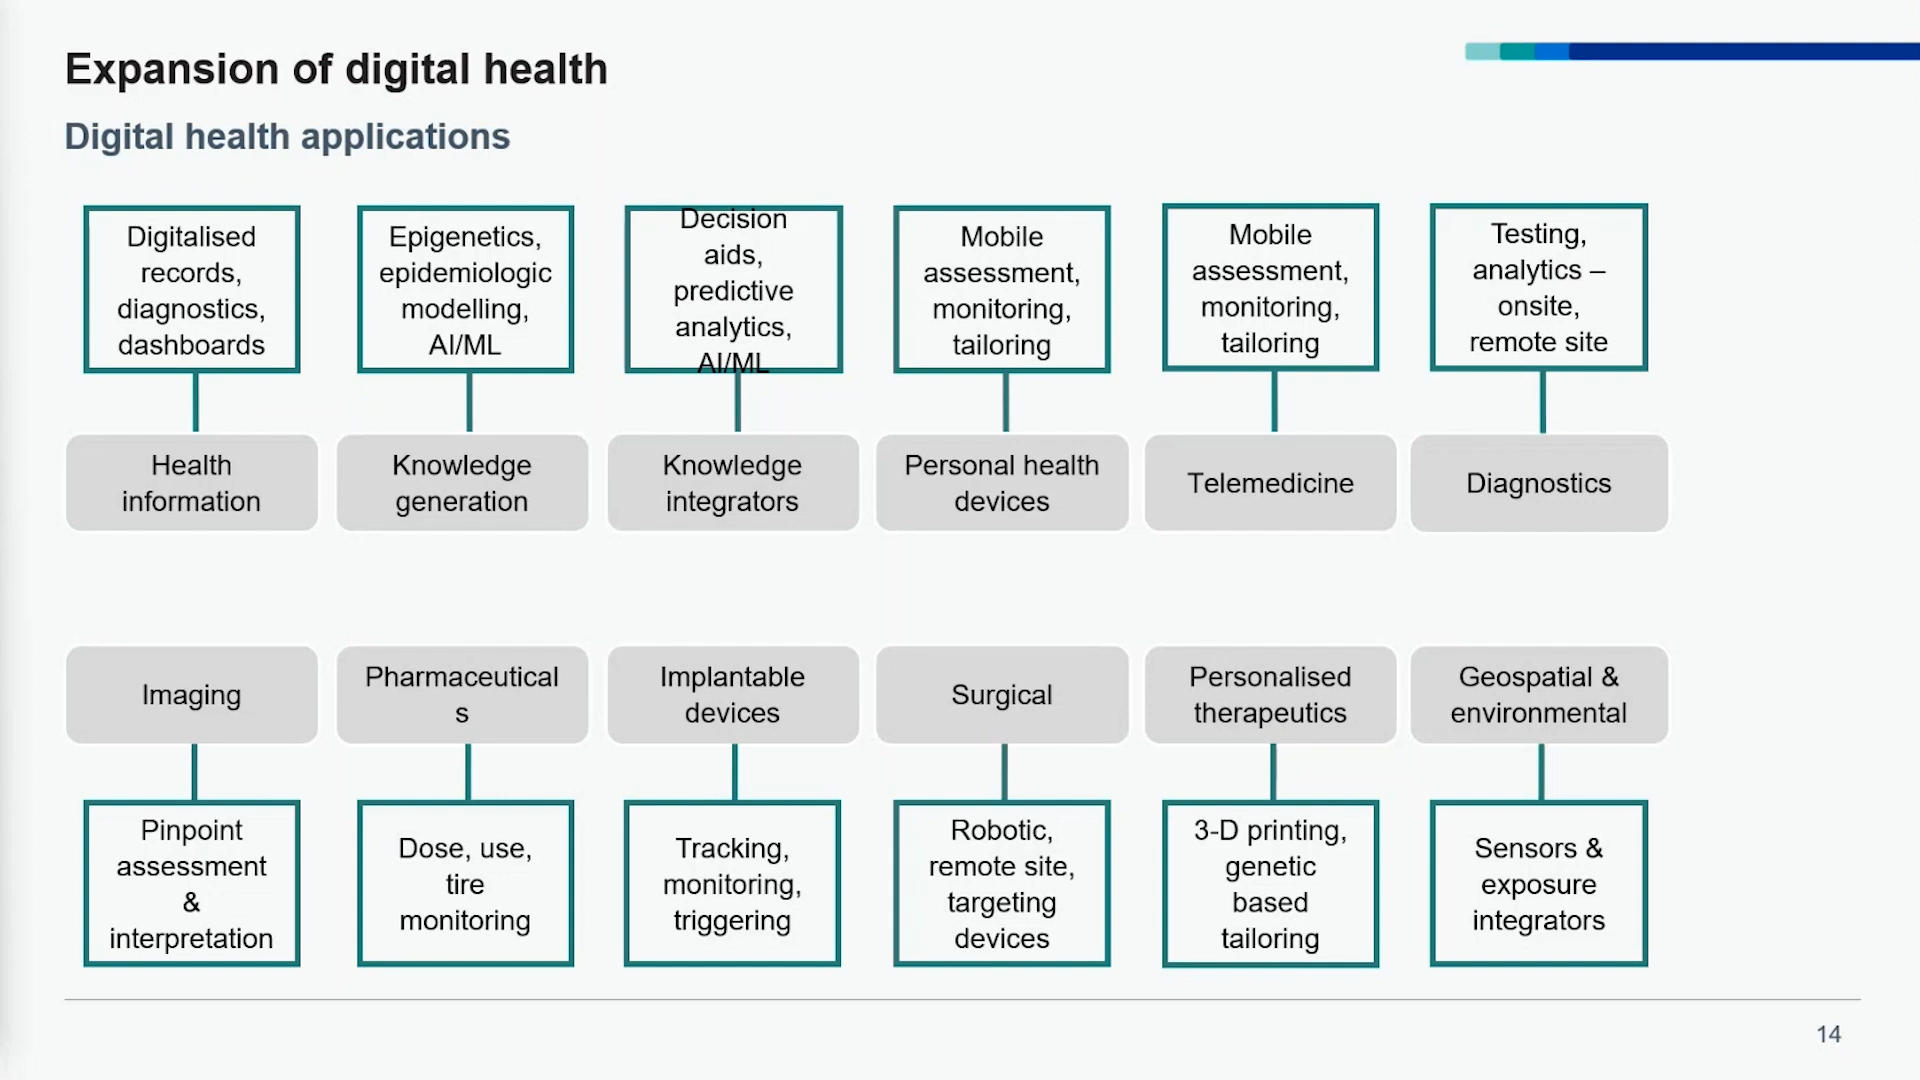 Expansion of digital health
Digital health applications
Digitalised
records,
diagnostics,
dashboards
Epigenetics,
epidemiologic
modelling,
AI/ML
Decision
aids,
predictive
analytics,
AI/ML
Mobile
assessment,
monitoring,
tailoring
Mobile
assessment,
monitoring,
tailoring
Testing,
analytics –
onsite,
remote site
Health
information
Knowledge
generation
Knowledge
integrators
Personal health
devices
Telemedicine
Diagnostics
Imaging
Pharmaceutical
s
Implantable
devices
Surgical
Personalised
therapeutics
Geospatial &
environmental
Pinpoint
assessment
&
interpretation
Dose, use,
tire
monitoring
Tracking,
monitoring,
triggering
Robotic,
remote site,
targeting
devices
3-D printing,
genetic
based
tailoring
Sensors &
exposure
integrators
14